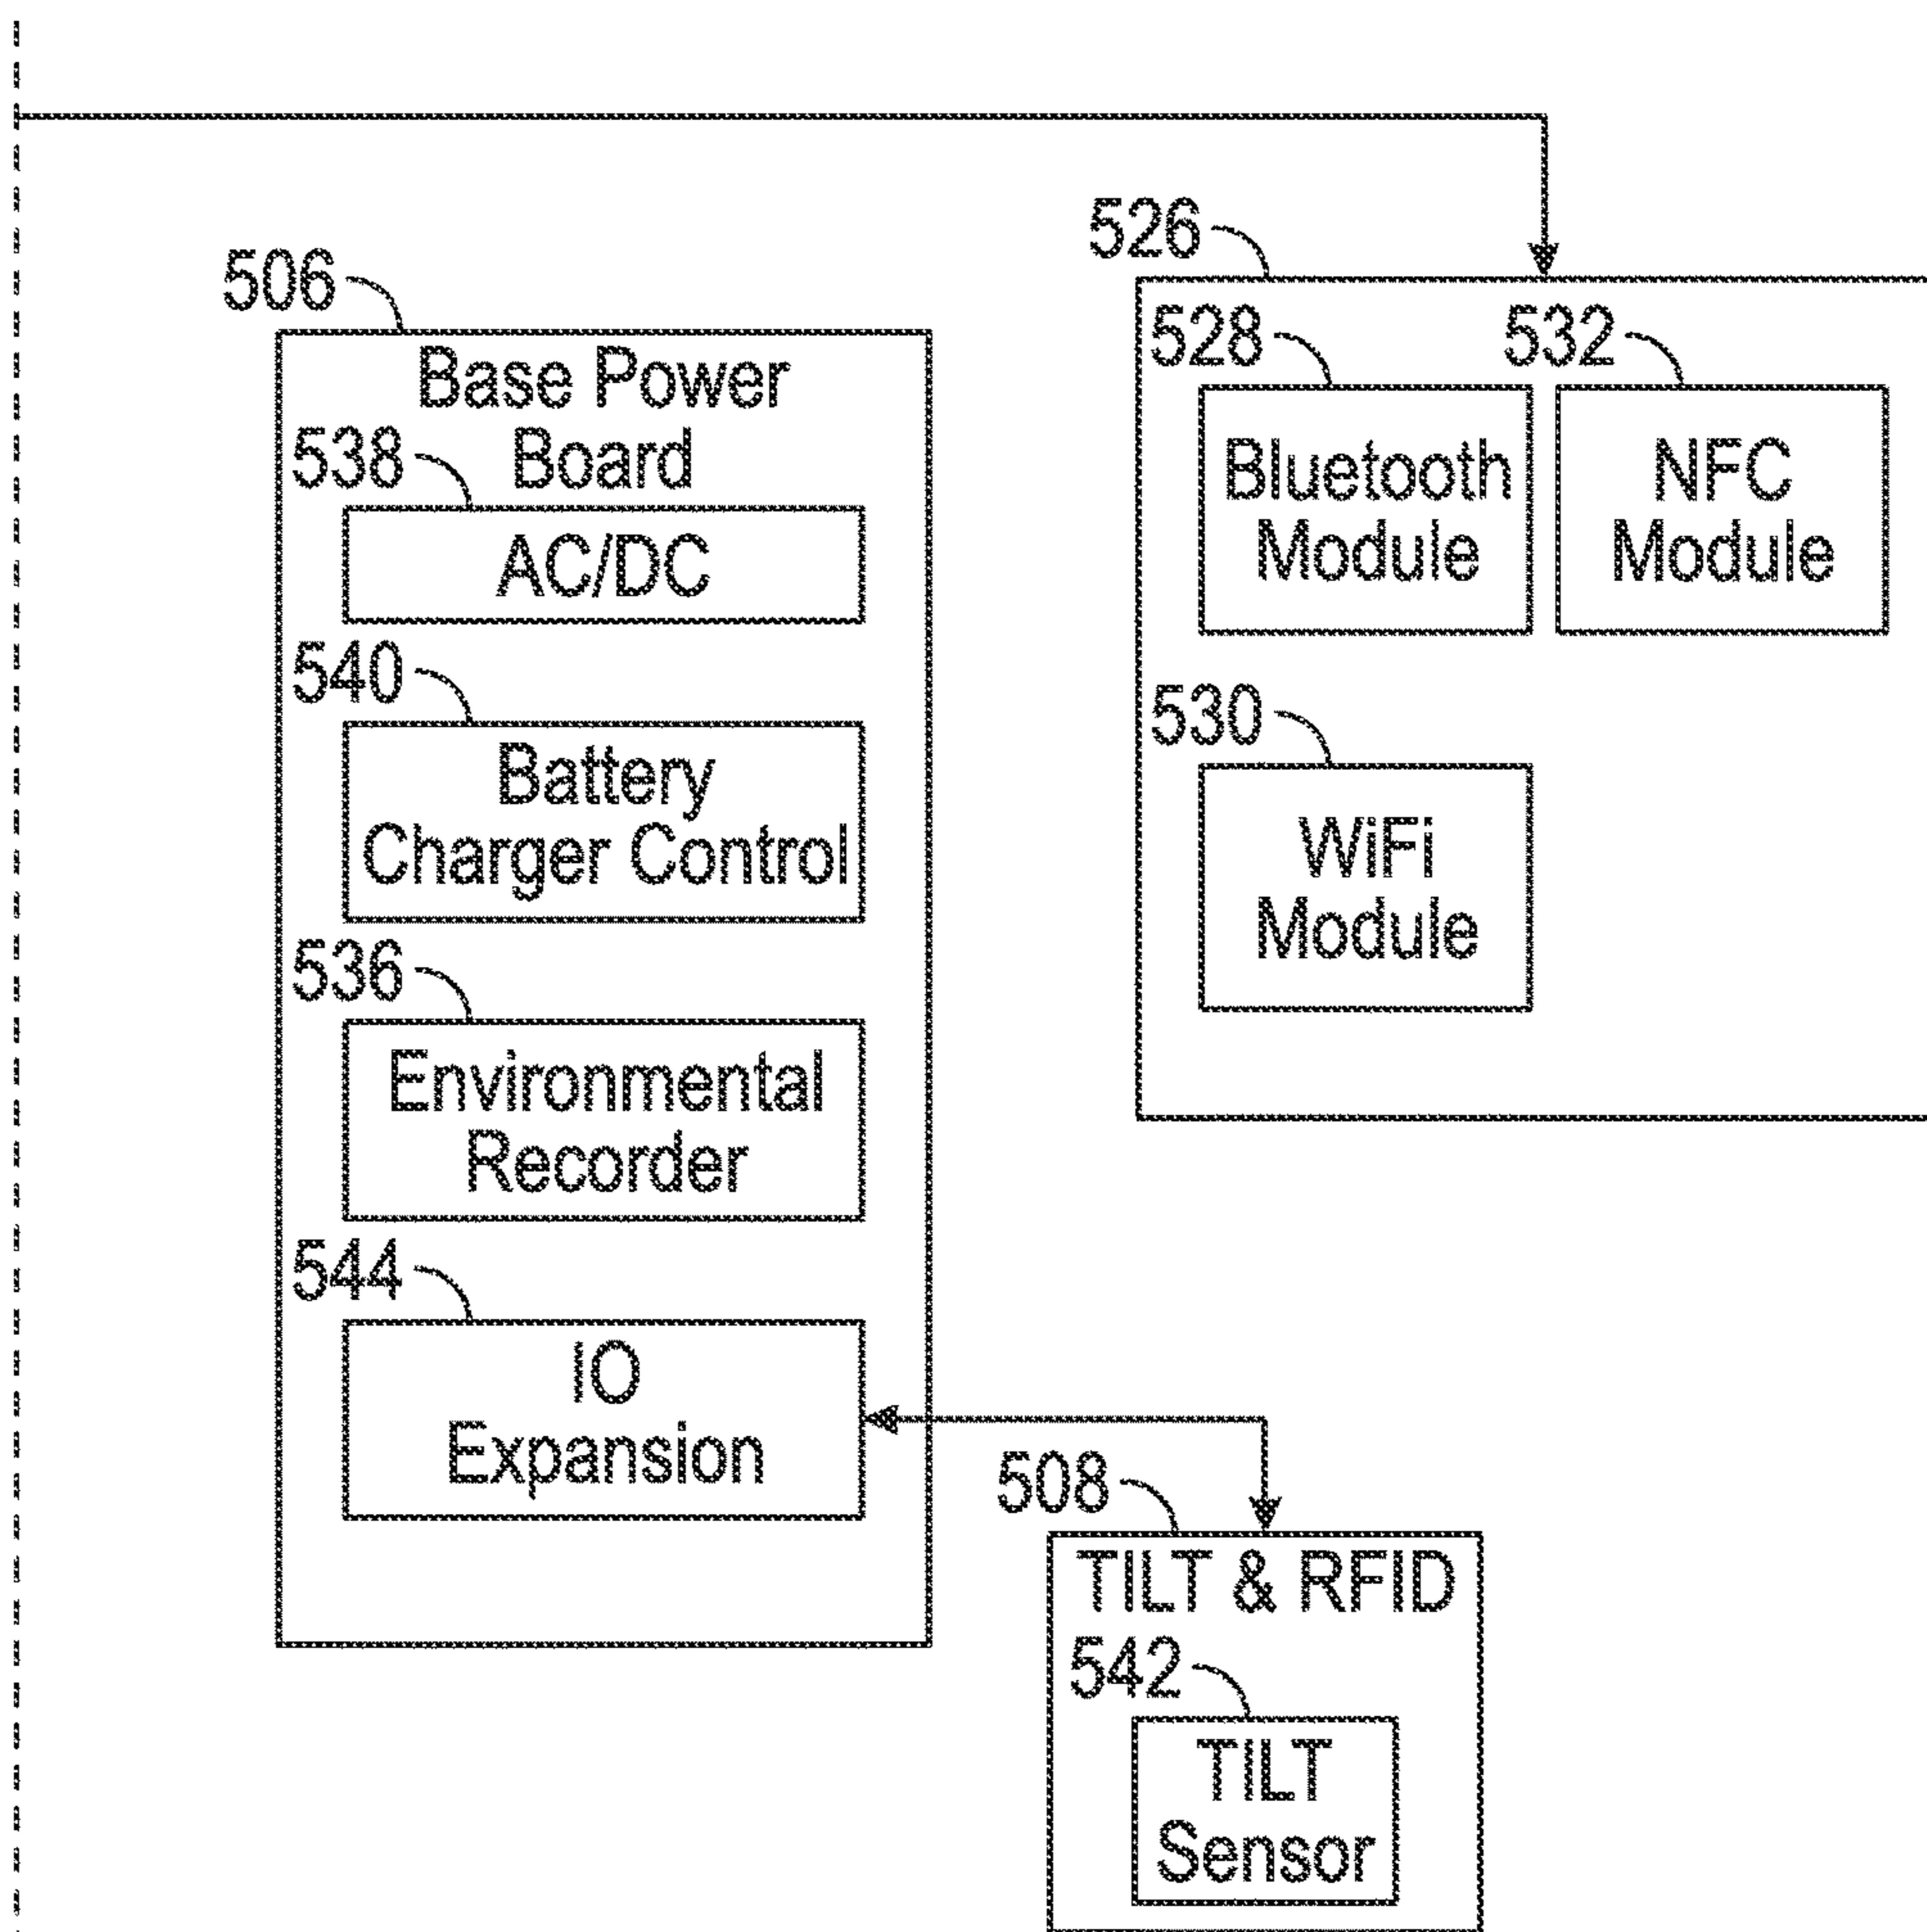 506
Base Power
Board
538
AC/DC
540
Battery
Charger Control
536
Environmental
Recorder
544
IO
Expansion
526
528
Bluetooth
Module
532
NFC
Module
530
WiFi
Module
508
TILT & RFID
542
TILT
Sensor